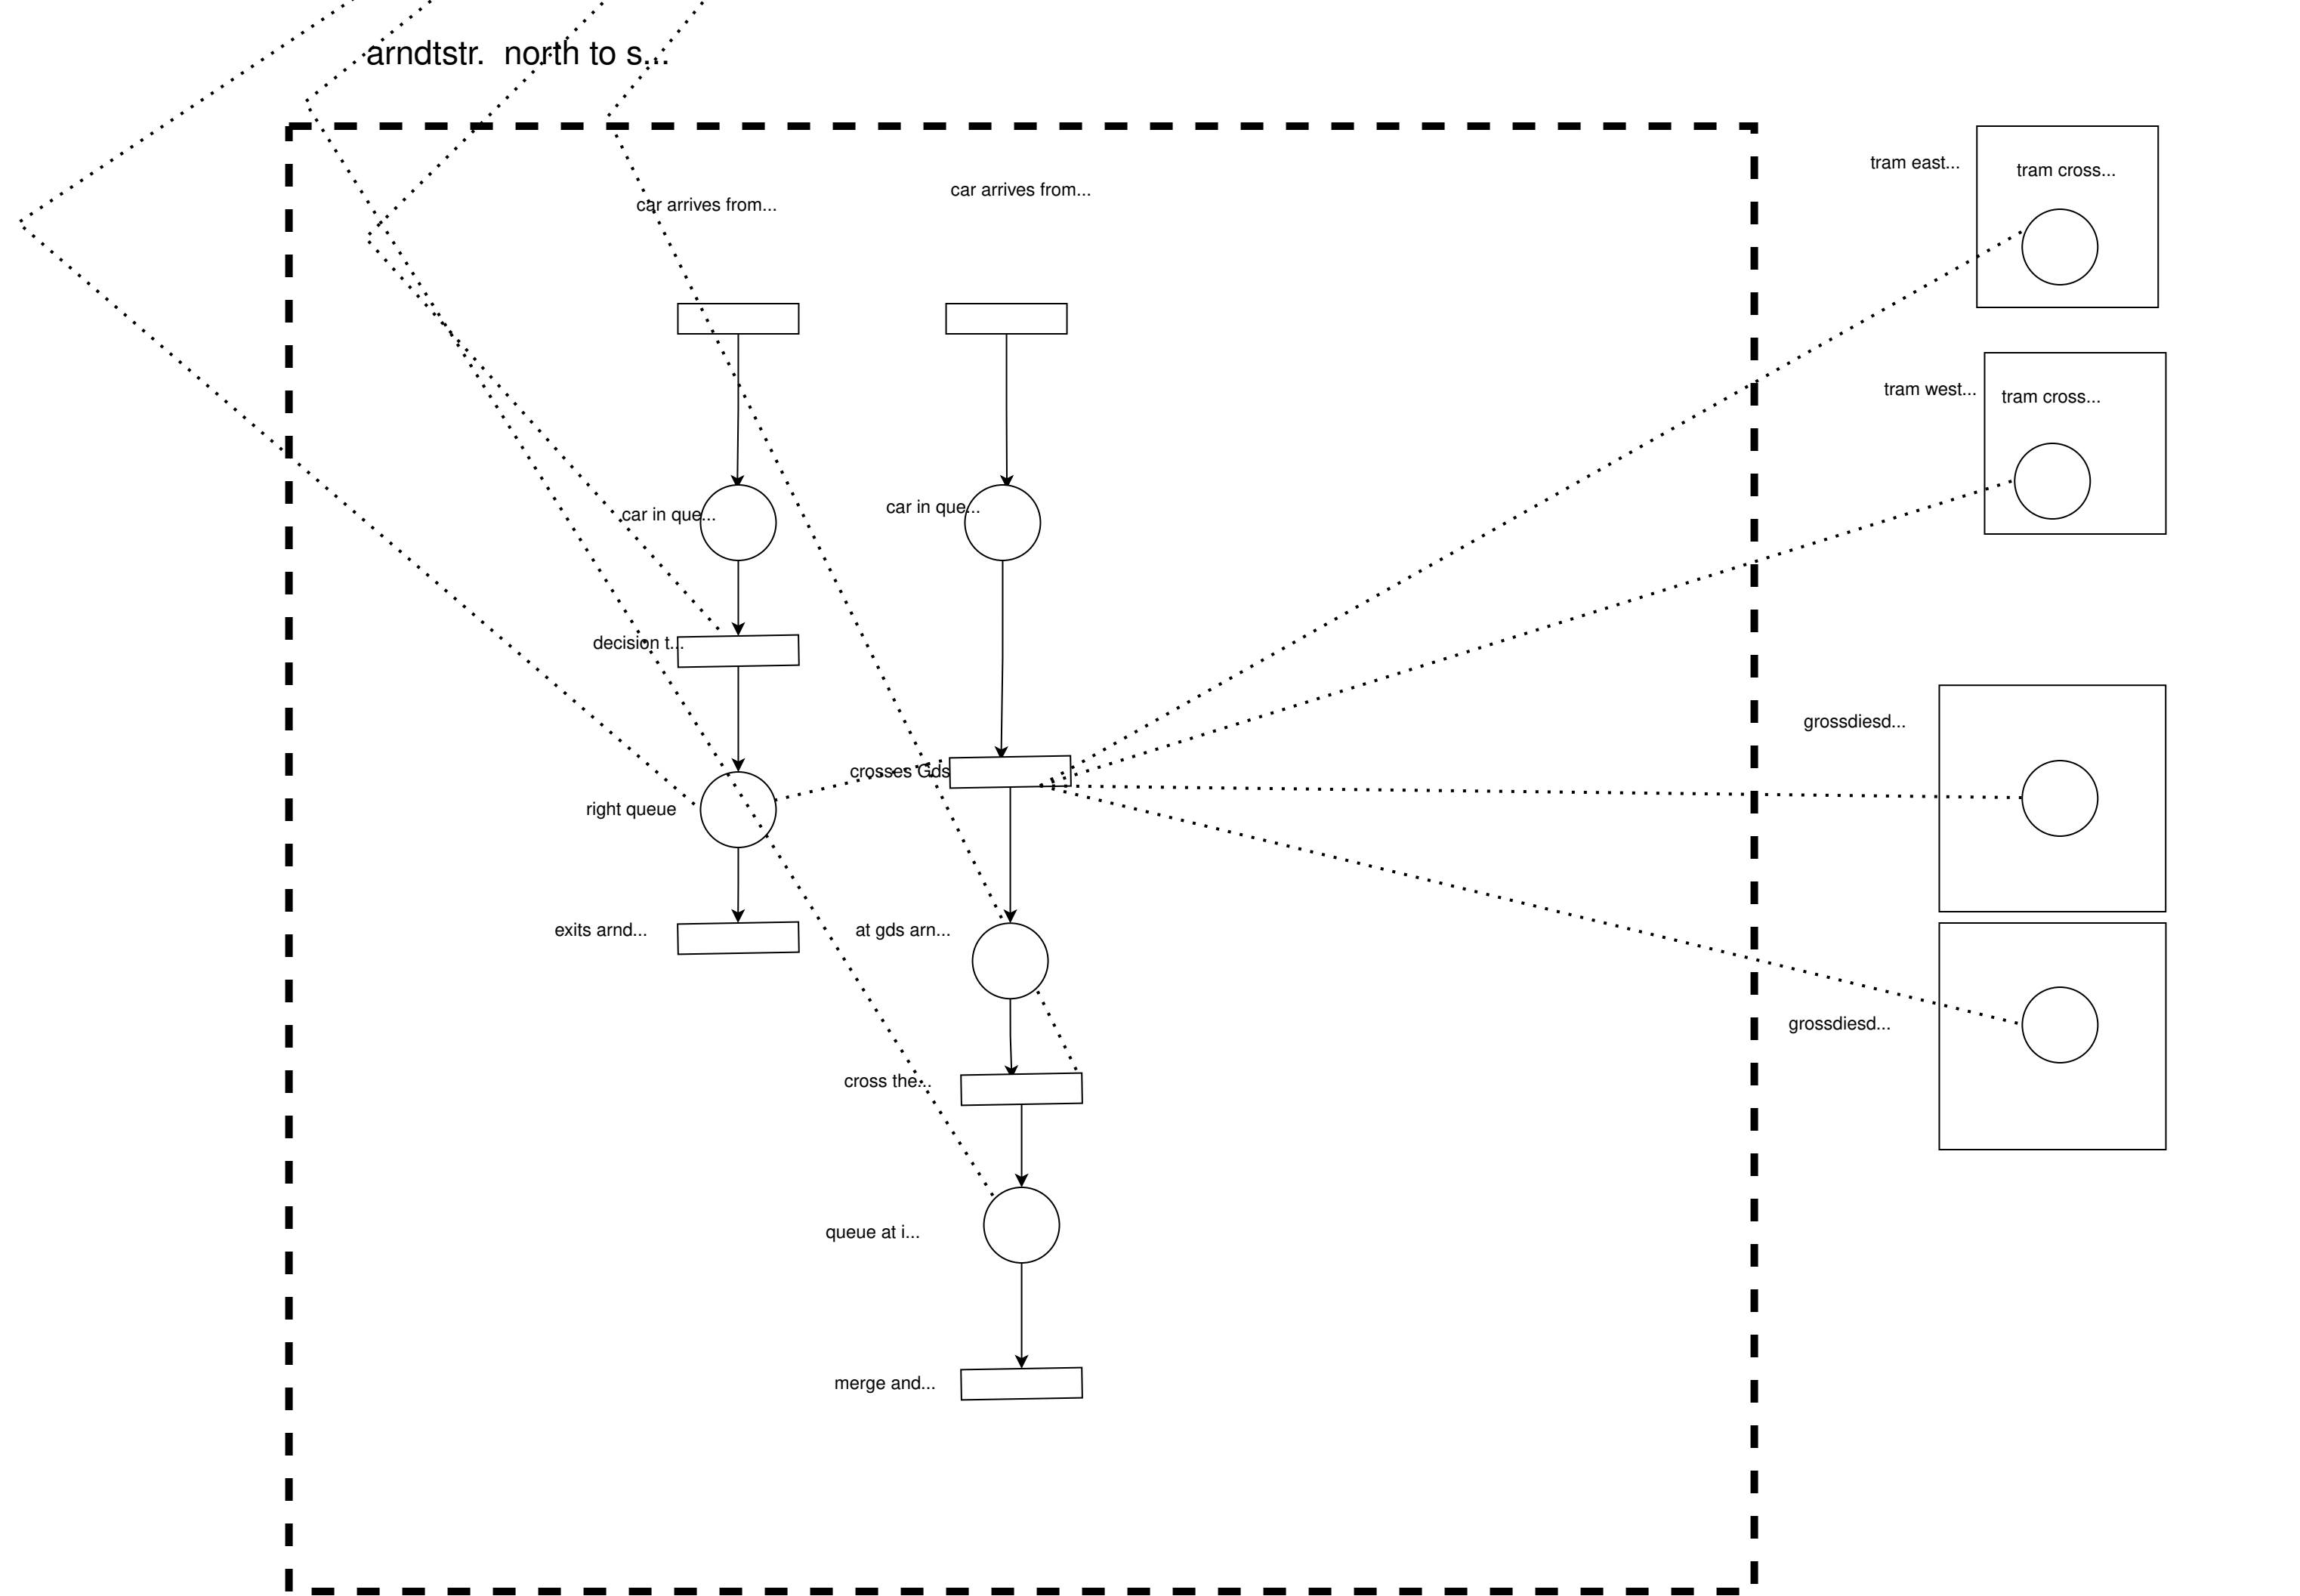 arndtstr.  north to s...
tram east...
tram cross...
car arrives from...
car arrives from...
tram west...
tram cross...
car in que...
car in que...
decision t...
grossdiesd...
crosses Gds
right queue
exits arnd...
at gds arn...
grossdiesd...
cross the...
queue at i...
merge and...